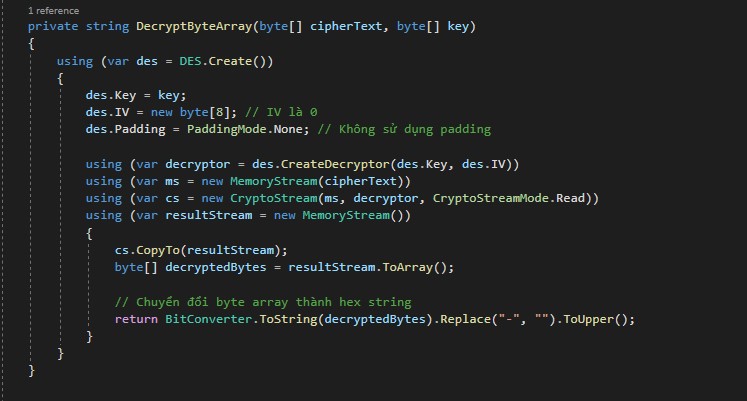 1 reference
private string DecryptByteArray(byte[] cipherText, byte[] key)
{
    using (var des = DES.Create())
    {
        des.Key = key;
        des.IV = new byte[8]; // IV là 0
        des.Padding = PaddingMode.None; // Không sử dụng padding

        using (var decryptor = des.CreateDecryptor(des.Key, des.IV))
        using (var ms = new MemoryStream(cipherText))
        using (var cs = new CryptoStream(ms, decryptor, CryptoStreamMode.Read))
        using (var resultStream = new MemoryStream())
        {
            cs.CopyTo(resultStream);
            byte[] decryptedBytes = resultStream.ToArray();

            // Chuyển đổi byte array thành hex string
            return BitConverter.ToString(decryptedBytes).Replace("-", "").ToUpper();
        }
    }
}